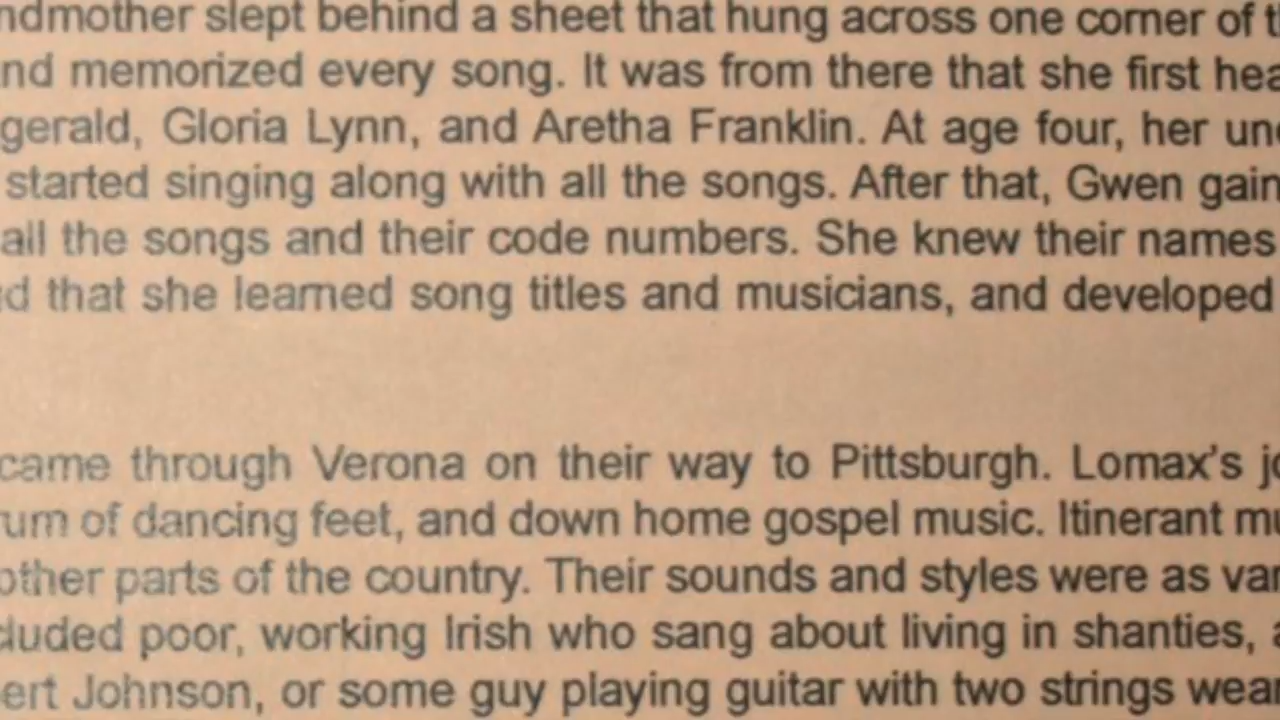 ndmother slept behind a sheet that hung across one corner of t
nd memorized every song. It was from there that she first hea
gerald, Gloria Lynn, and Aretha Franklin. At age four, her un
started singing along with all the songs. After that, Gwen gain
all the songs and their code numbers. She knew their names
d that she learned song titles and musicians, and developed
came through Verona on their way to Pittsburgh. Lomax's jo
um of dancing feet, and down home gospel music. Itinerant mu
other parts of the country. Their sounds and styles were as var
cluded poor, working Irish who sang about living in shanties, a
ert Johnson, or some guy playing guitar with two strings wear